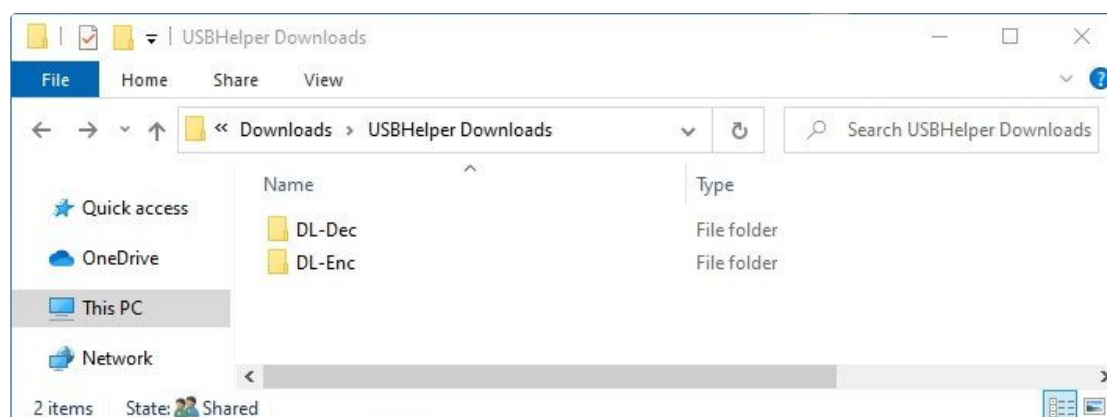 USBHelper Downloads
File Home Share View
« Downloads › USBHelper Downloads Search USBHelper Downloads
Name Type
Quick access
DL-Dec File folder
OneDrive
DL-Enc File folder
This PC
Network
2 items State: Shared